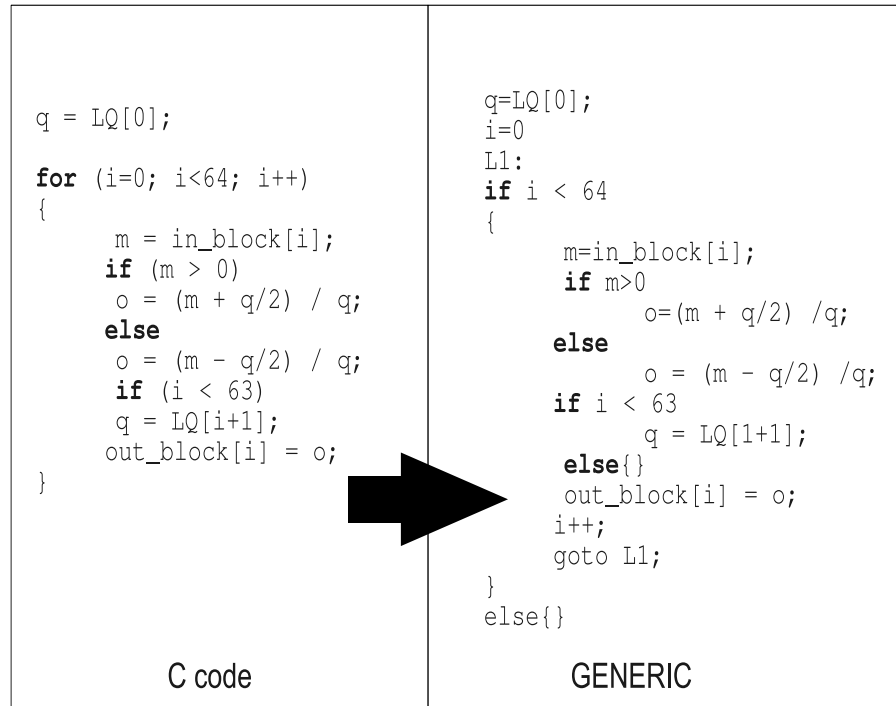 q = LQ[0];
for (i=0; i<64; i++)
{
m = in_block[i];
if (m > 0)
o = (m + q/2) / q;
else
o = (m - q/2) / q;
if (i < 63)
q = LQ[i+1];
out_block[i] = o;
}
C code
q=LQ[0];
i=0
L1:
if i < 64
{
m=in_block[i];
if m>0
o=(m + q/2) /q;
else
o = (m - q/2) /q;
if i < 63
q = LQ[1+1];
else{}
out_block[i] = o;
i++;
goto L1;
}
else{}
GENERIC